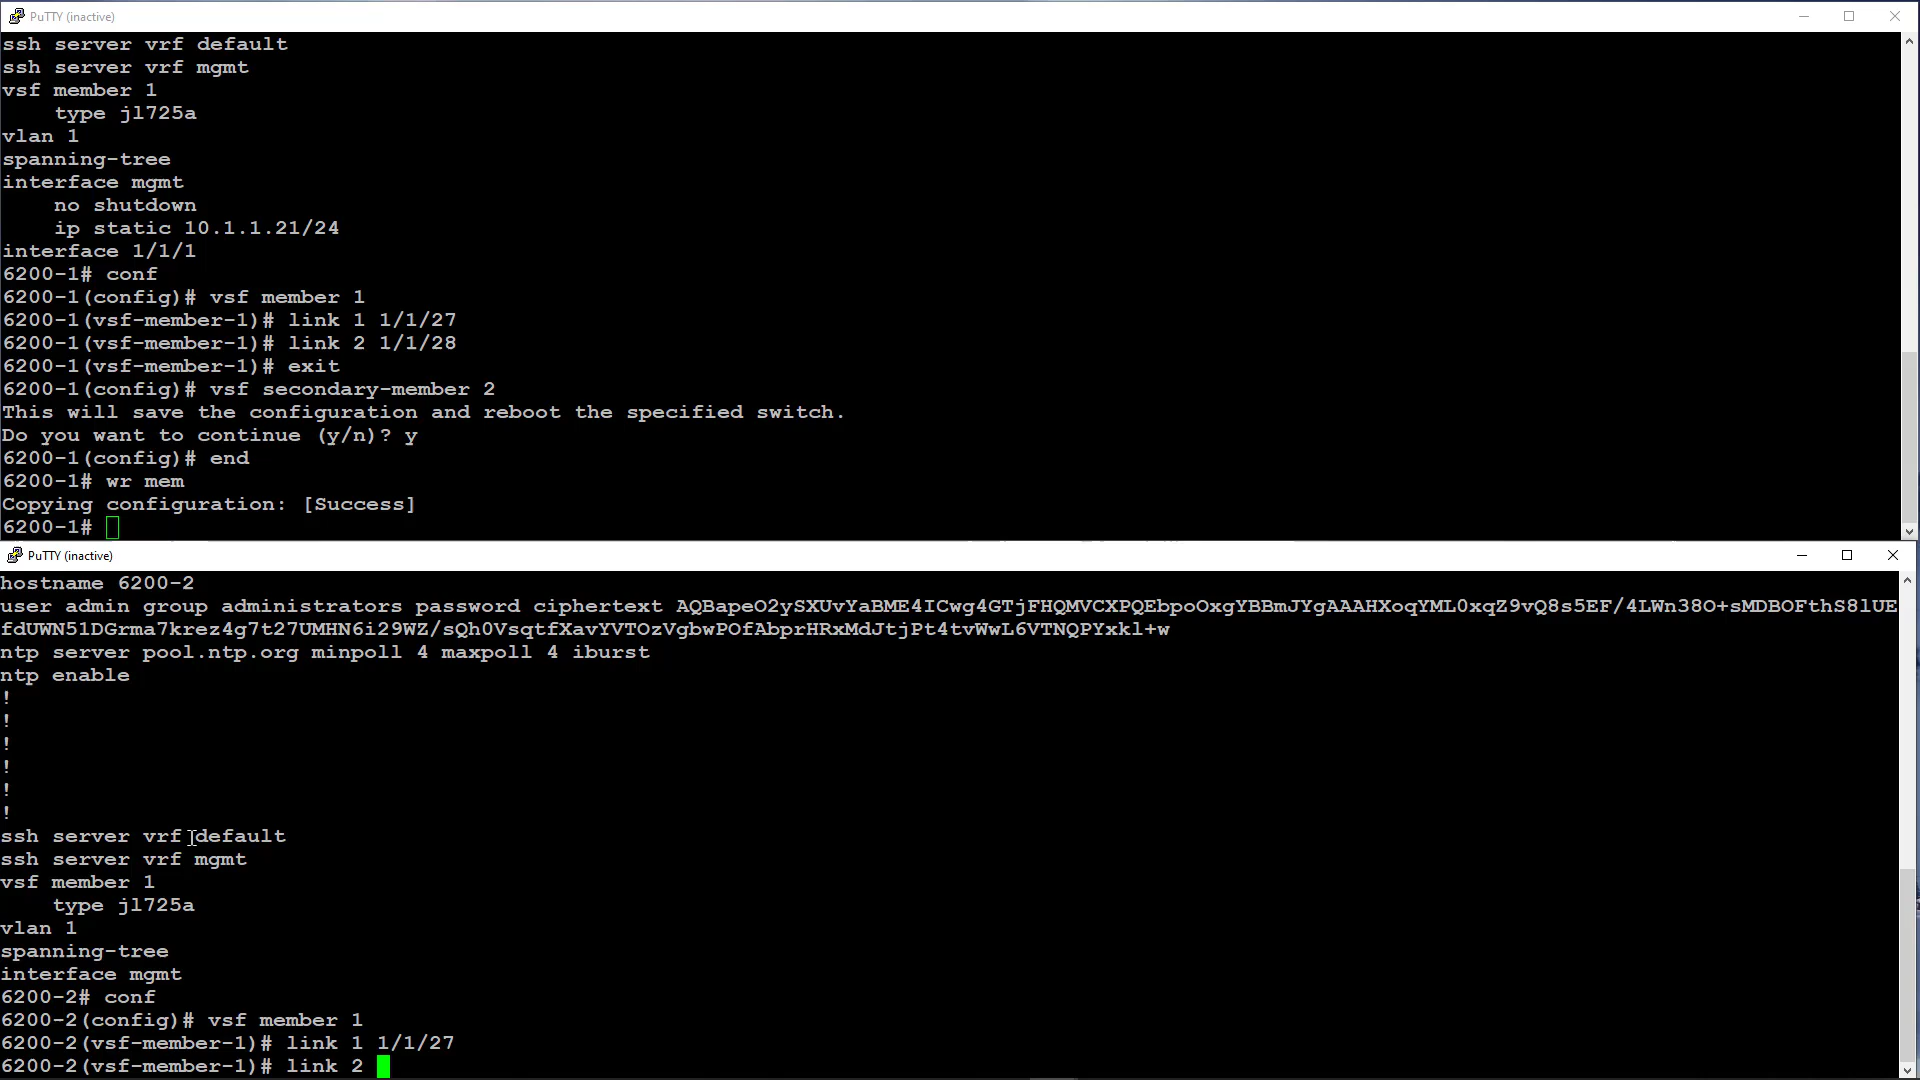 PuTTY (inactive)
ssh server vrf default
ssh server vrf mgmt
vsf member 1
    type jl725a
vlan 1
spanning-tree
interface mgmt
    no shutdown
    ip static 10.1.1.21/24
interface 1/1/1
6200-1# conf
6200-1(config)# vsf member 1
6200-1(vsf-member-1)# link 1 1/1/27
6200-1(vsf-member-1)# link 2 1/1/28
6200-1(vsf-member-1)# exit
6200-1(config)# vsf secondary-member 2
This will save the configuration and reboot the specified switch.
Do you want to continue (y/n)? y
6200-1(config)# end
6200-1# wr mem
Copying configuration: [Success]
6200-1#
PuTTY (inactive)
hostname 6200-2
user admin group administrators password ciphertext AQBapeO2ySXUvYaBME4ICwg4GTjFHQMVCXPQEbpoOxgYBBmJYgAAAHXoqYML0xqZ9vQ8s5EF/4LWn38O+sMDBOFthS8lUE
fdUWN51DGrma7krez4g7t27UMHN6i29WZ/sQh0VsqtfXavYVTOzVgbwPOfAbprHRxMdJtjPt4tvWwL6VTNQPYxkl+w
ntp server pool.ntp.org minpoll 4 maxpoll 4 iburst
ntp enable
!
!
!
!
!
!
ssh server vrf default
ssh server vrf mgmt
vsf member 1
    type jl725a
vlan 1
spanning-tree
interface mgmt
6200-2# conf
6200-2(config)# vsf member 1
6200-2(vsf-member-1)# link 1 1/1/27
6200-2(vsf-member-1)# link 2